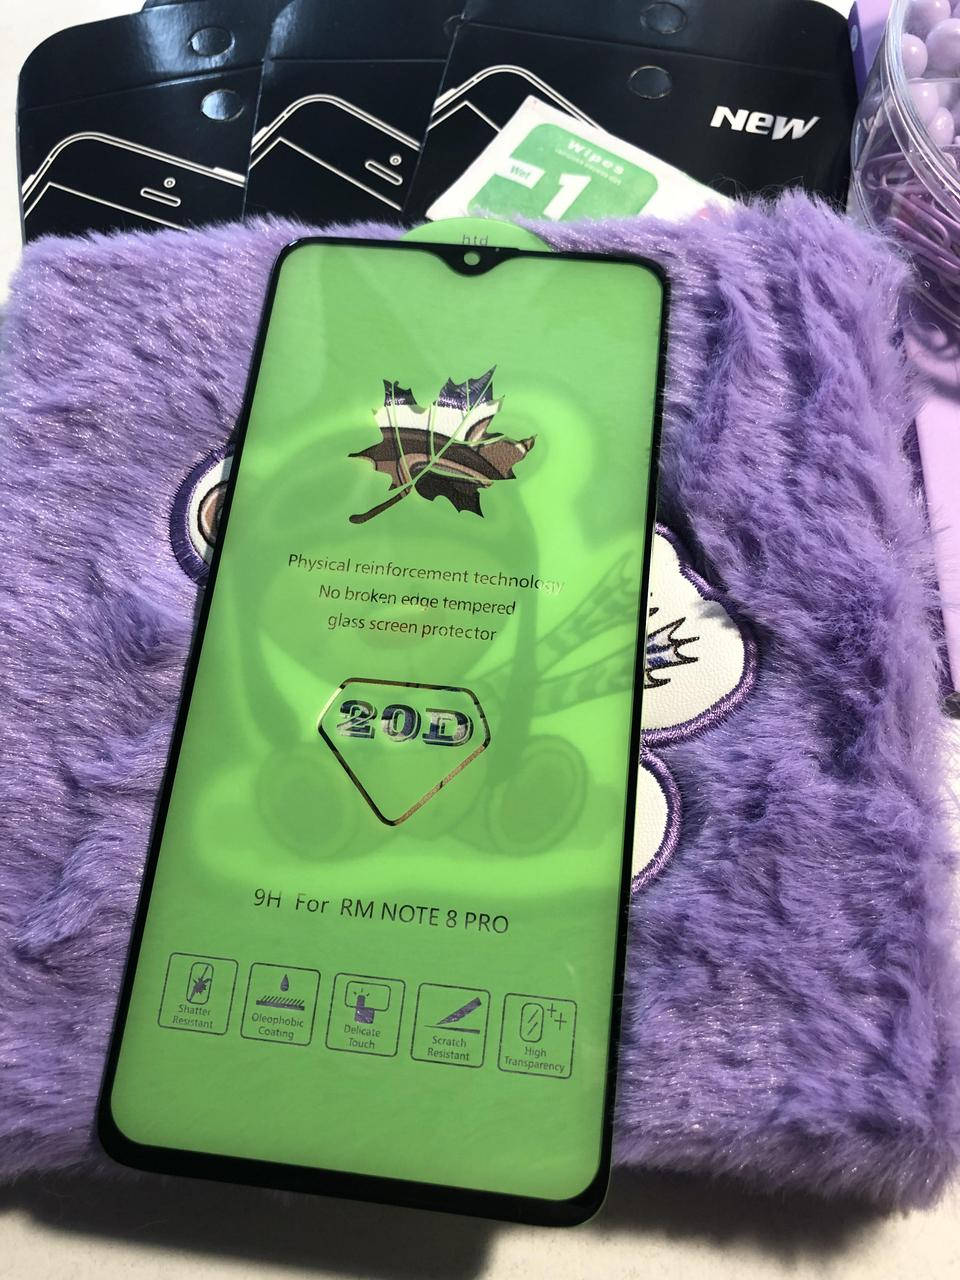 New
Wipes
Wet
1
htd
Physical reinforcement technology
No broken edge tempered
glass screen protector
20D
9H For RM NOTE 8 PRO
Shatter
Resistant
Oleophobic
Coating
Delicate
Touch
Scratch
Resistant
High
Transparency